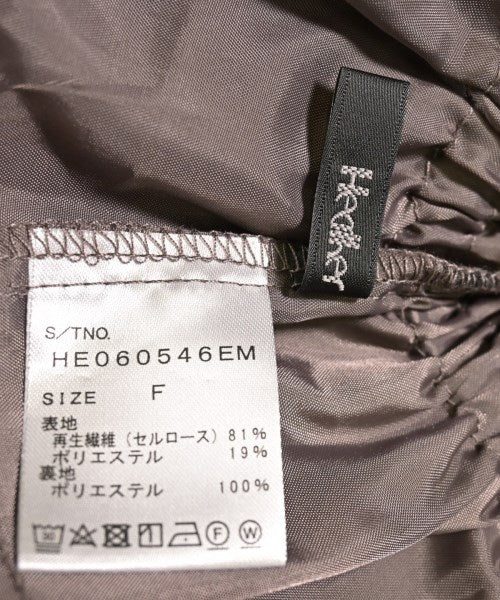 Heather
S/TNO.
HE060546EM
SIZE F
表地
再生繊維（セルロース）81%
ポリエステル 19%
裏地
ポリエステル 100%
F W